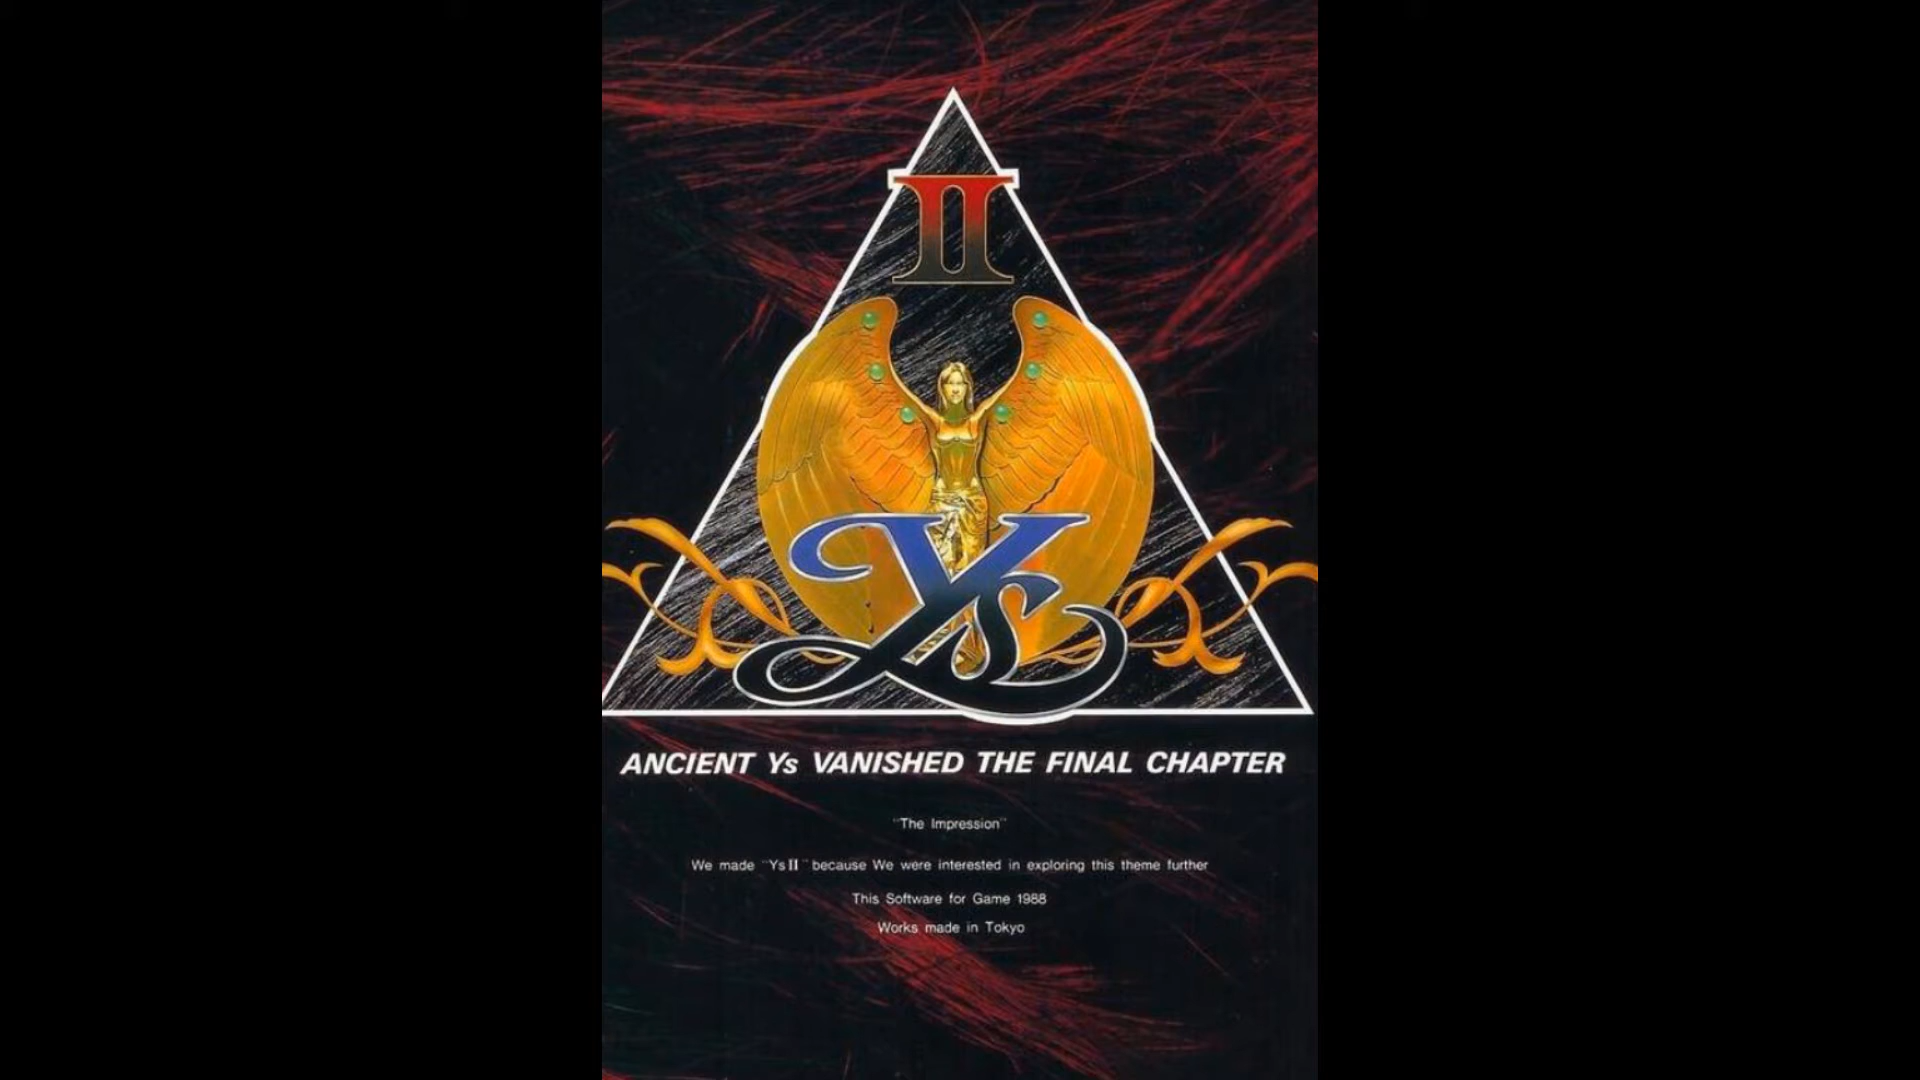 II
Ys
ANCIENT Ys VANISHED THE FINAL CHAPTER
"The Impression"
We made "Ys II" because We were interested in exploring this theme further
This Software for Game 1988
Works made in Tokyo